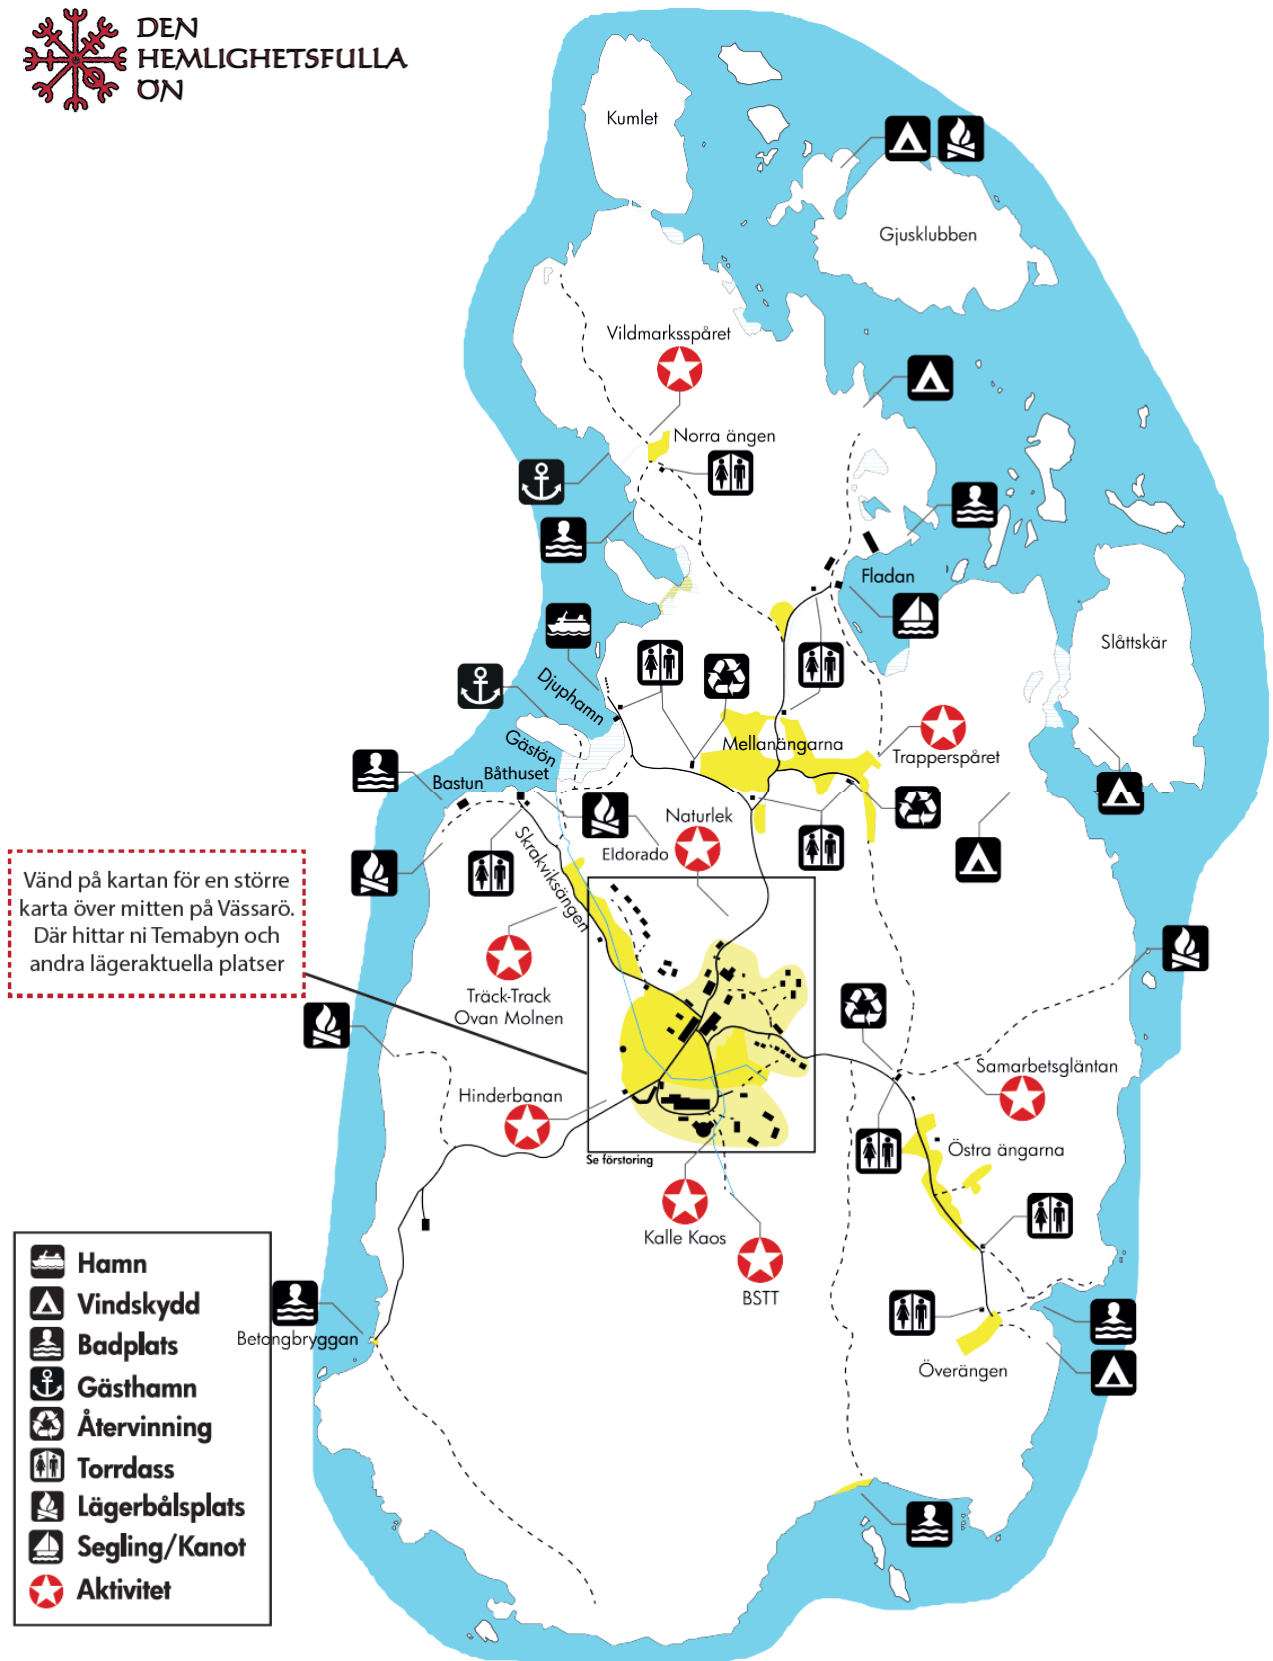 DEN
HEMLIGHETSFULLA
ÖN
Kumlet
Gjusklubben
Vildmarksspåret
Norra ängen
Fladan
Slåttskär
Djuphamn
Mellanängarna
Trapperspåret
Gästön
Båthuset
Bastun
Naturlek
Eldorado
Skrakviksängen
Vänd på kartan för en större
karta över mitten på Vässarö.
Där hittar ni Temabyn och
andra lägeraktuella platser
Träck-Track
Ovan Molnen
Samarbetsgläntan
Hinderbanan
Östra ängarna
Se förstoring
Kalle Kaos
BSTT
Betongbryggan
Överängen
Hamn
Vindskydd
Badplats
Gästhamn
Återvinning
Torrdass
Lägerbålsplats
Segling/Kanot
Aktivitet